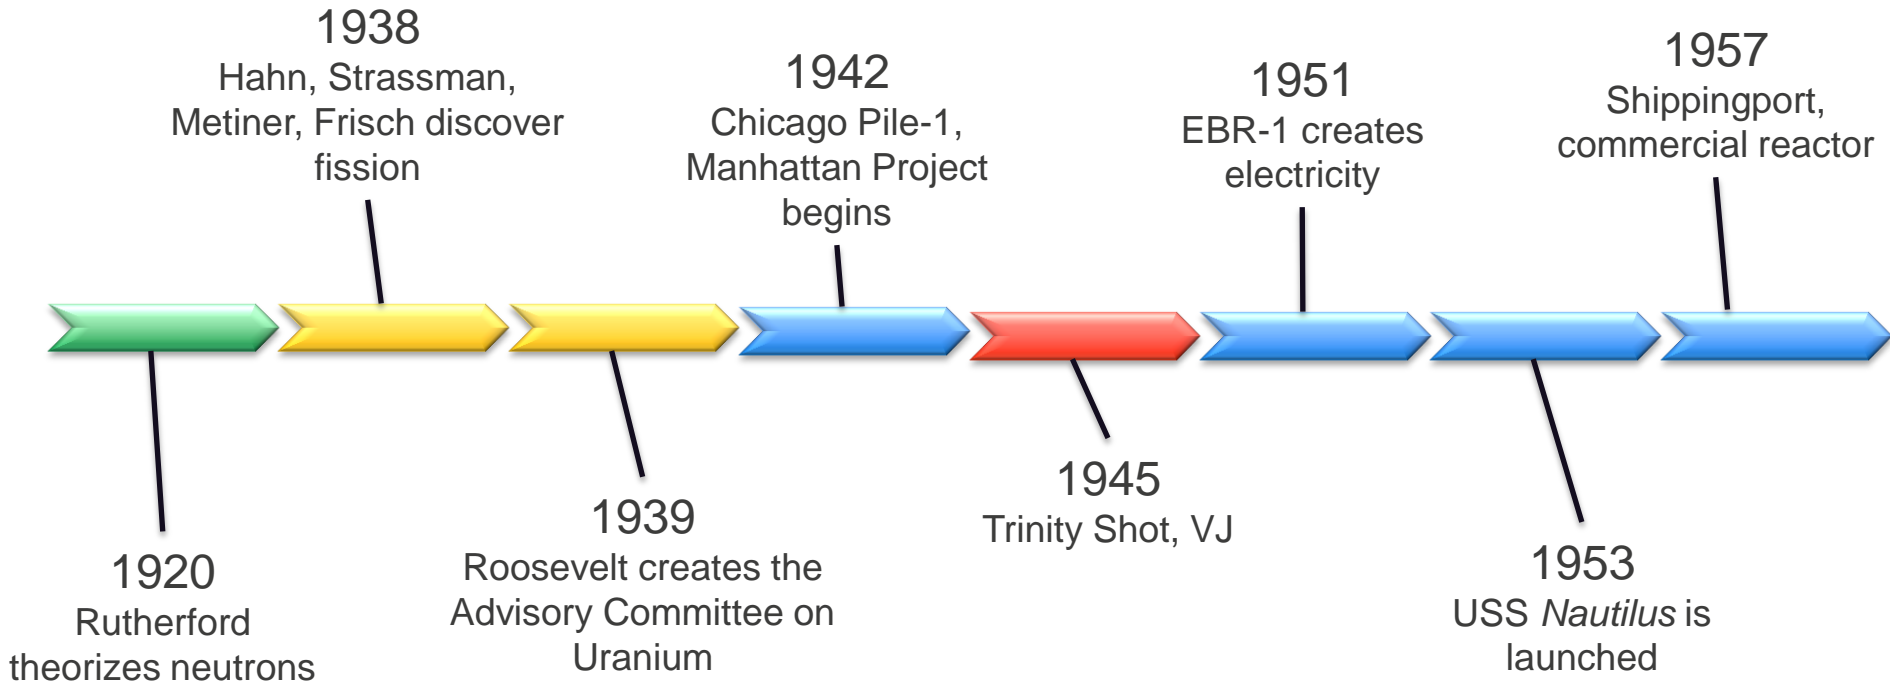 1920
Rutherford
theorizes neutrons
1938
Hahn, Strassman,
Metiner, Frisch discover
fission
1939
Roosevelt creates the
Advisory Committee on
Uranium
1942
Chicago Pile-1,
Manhattan Project
begins
1945
Trinity Shot, VJ
1951
EBR-1 creates
electricity
1953
USS Nautilus is
launched
1957
Shippingport,
commercial reactor